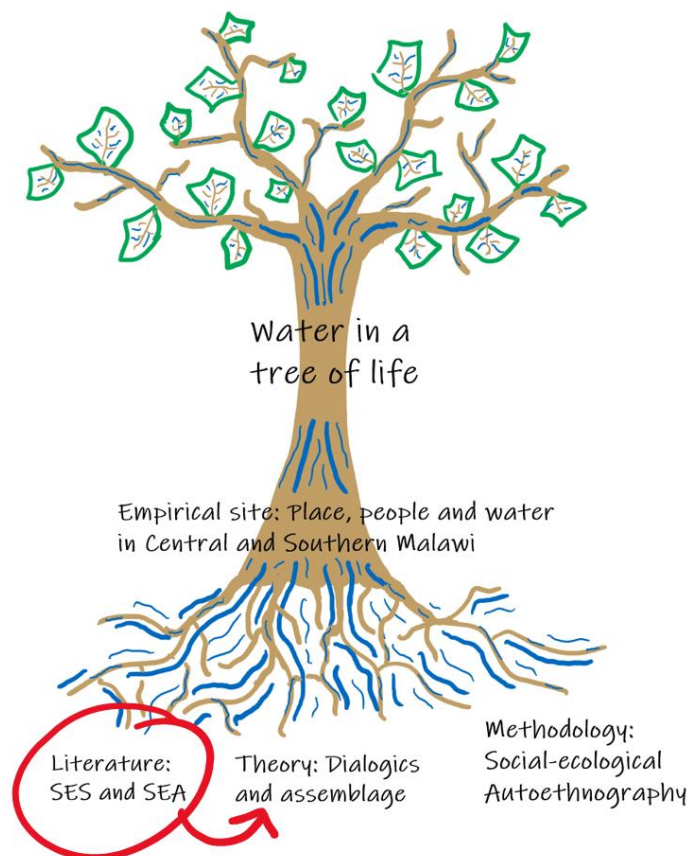 Water in a
tree of life
Empirical site: Place, people and water
in Central and Southern Malawi
Literature:
SES and SEA
Theory: Dialogics
and assemblage
Methodology:
Social-ecological
Autoethnography